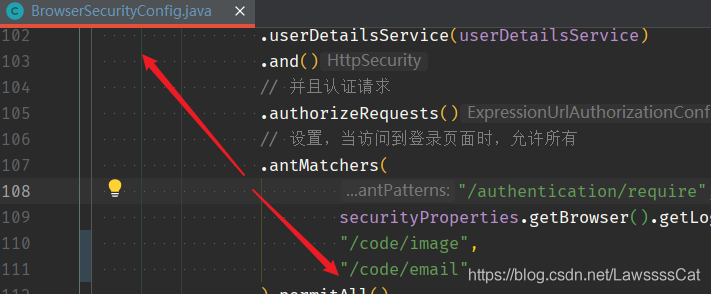 BrowserSecurityConfig.java
102 .userDetailsService(userDetailsService)
103 .and() HttpSecurity
104 // 并且认证请求
105 .authorizeRequests() ExpressionUrlAuthorizationConf
106 // 设置，当访问到登录页面时，允许所有
107 .antMatchers(
108 ...antPatterns: "/authentication/require",
109 securityProperties.getBrowser().getLo
110 "/code/image",
111 "/code/email"
).permitAll()
https://blog.csdn.net/LawssssCat